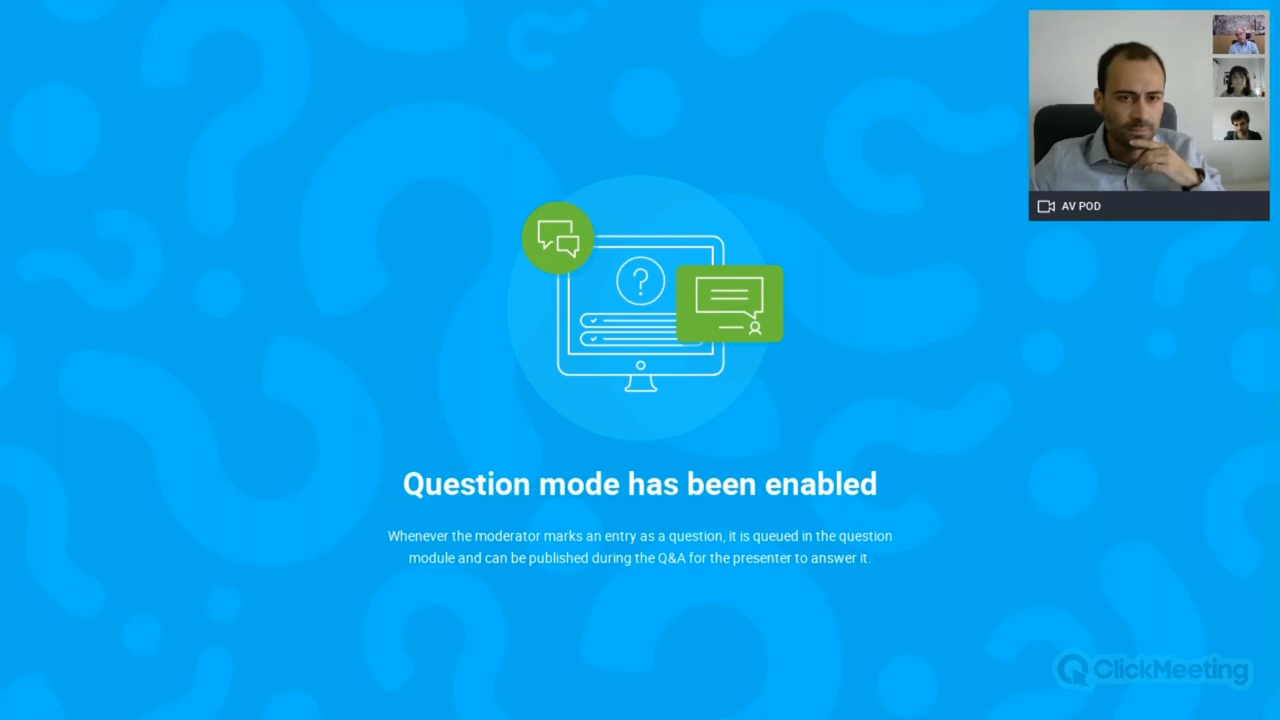 AV POD
Question mode has been enabled
Whenever the moderator marks an entry as a question, it is queued in the question
module and can be published during the Q&A for the presenter to answer it.
ClickMeeting